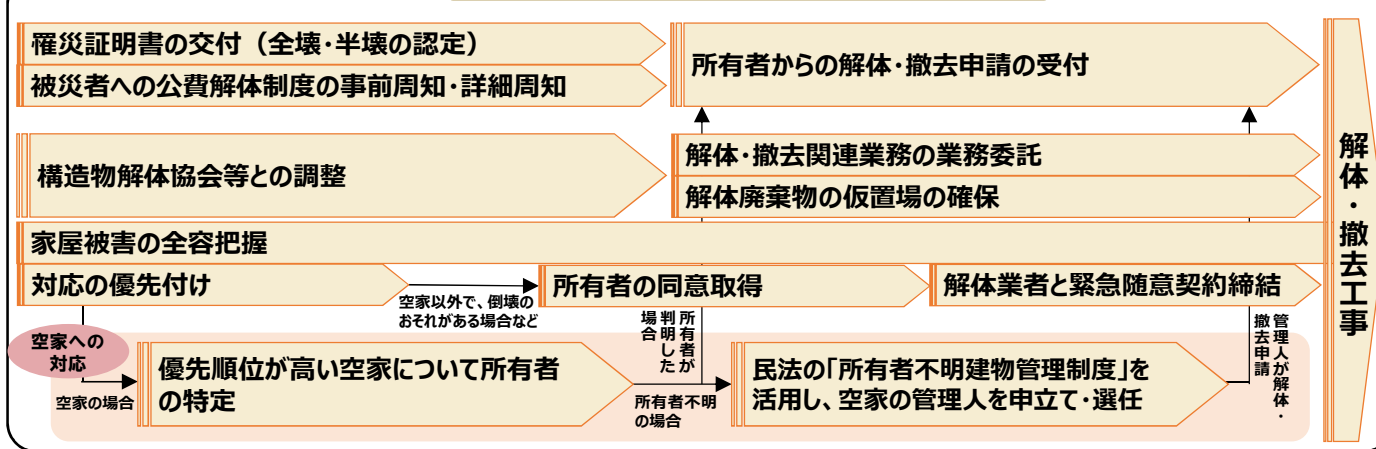 罹災証明書の交付（全壊・半壊の認定）
被災者への公費解体制度の事前周知・詳細周知
所有者からの解体・撤去申請の受付
構造物解体協会等との調整
解体・撤去関連業務の業務委託
解体廃棄物の仮置場の確保
家屋被害の全容把握
対応の優先付け
空家以外で、倒壊の
おそれがある場合など
所有者の同意取得
解体業者と緊急随意契約締結
空家への
対応
空家の場合
優先順位が高い空家について所有者
の特定
所有者が
判明した
場合
所有者不明
の場合
民法の「所有者不明建物管理制度」を
活用し、空家の管理人を申立て・選任
管理人が解体・
撤去申請
解体・撤去工事